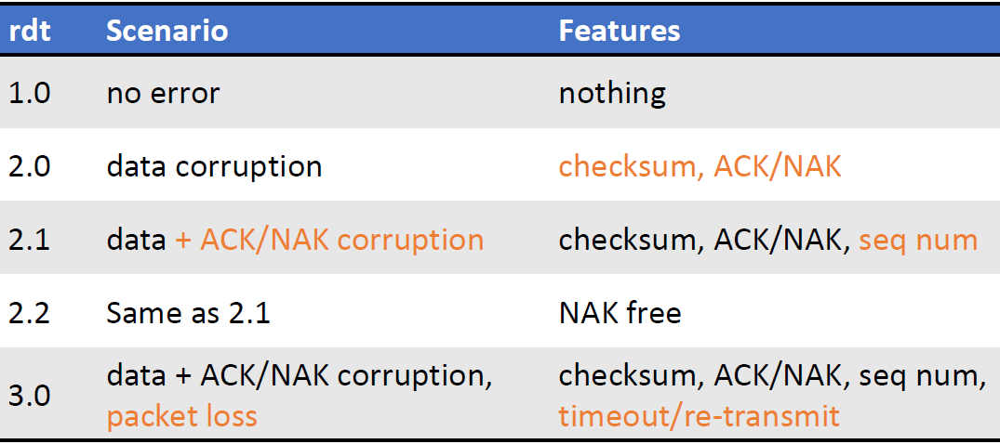 rdt Scenario Features
1.0 no error nothing
2.0 data corruption checksum, ACK/NAK
2.1 data + ACK/NAK corruption checksum, ACK/NAK, seq num
2.2 Same as 2.1 NAK free
3.0 data + ACK/NAK corruption, checksum, ACK/NAK, seq num,
packet loss timeout/re-transmit